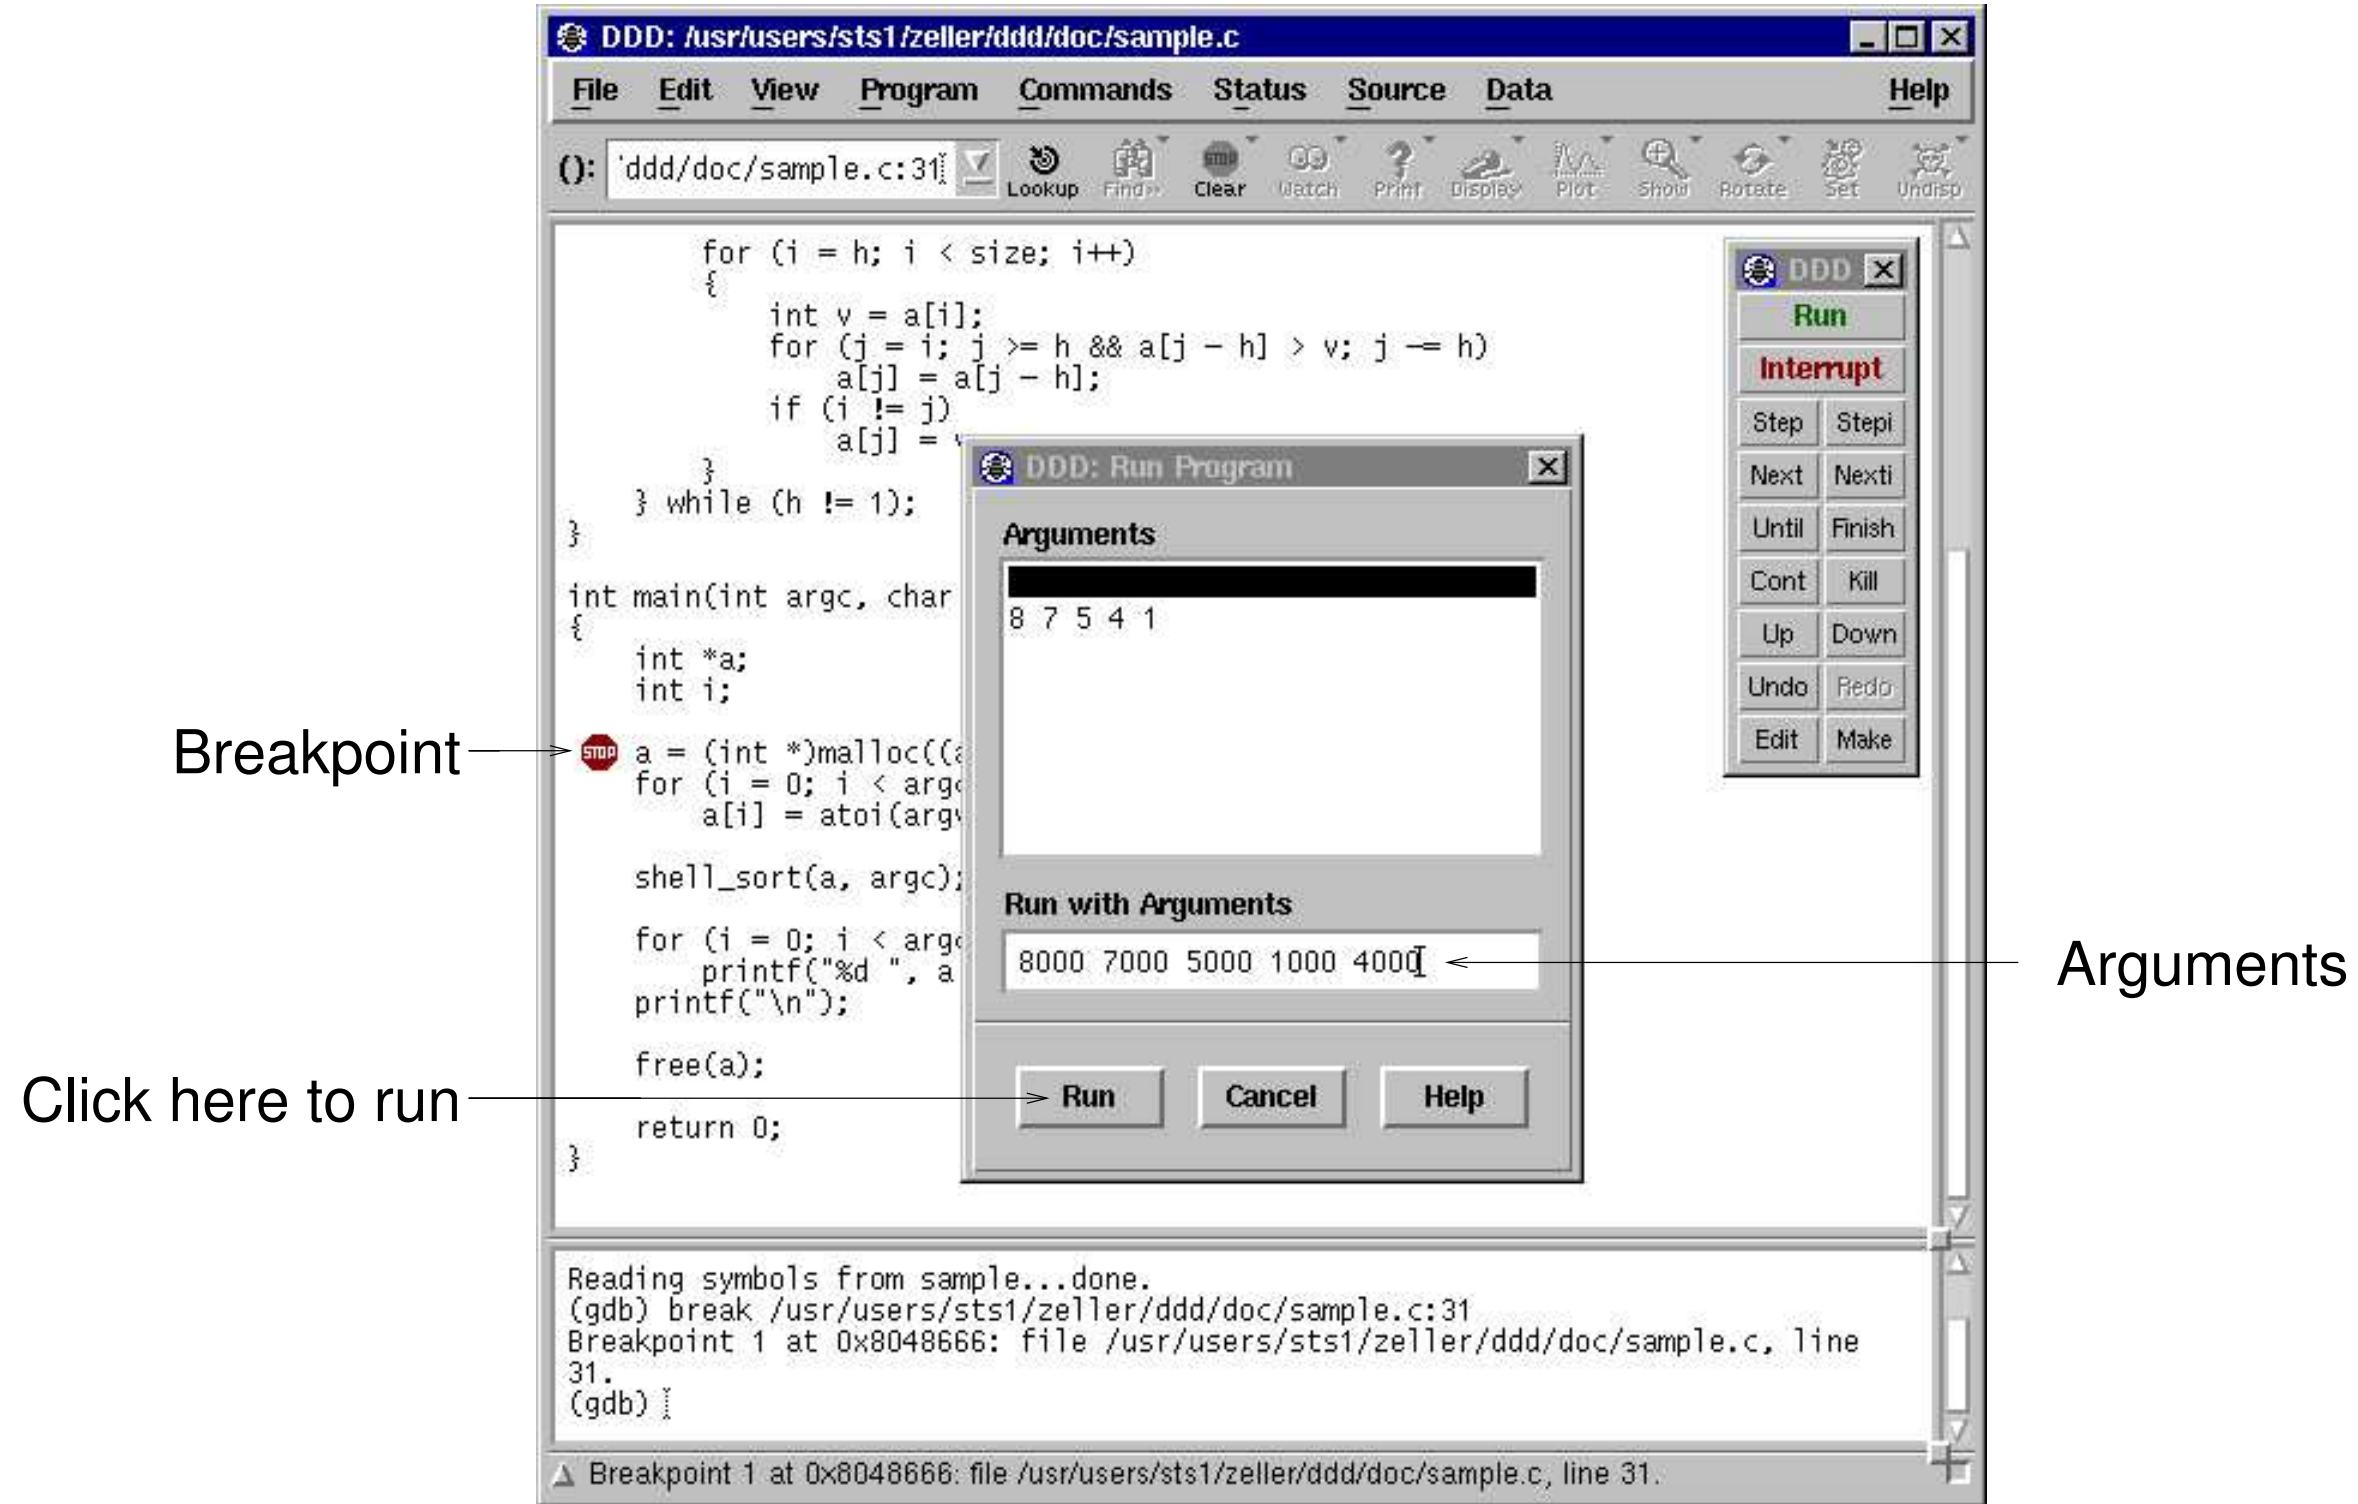 DDD: /usr/users/sts1/zeller/ddd/doc/sample.c
File Edit View Program Commands Status Source Data Help
(): 'ddd/doc/sample.c:31 Lookup Find>> Clear Watch Print Display Plot Show Rotate Set Undisp
for (i = h; i < size; i++)
{
int v = a[i];
for (j = i; j >= h && a[j - h] > v; j -= h)
a[j] = a[j - h];
if (i != j)
a[j] =
}
} while (h != 1);
}
int main(int argc, char
{
int *a;
int i;
STOP a = (int *)malloc((a
for (i = 0; i < argc
a[i] = atoi(argv
shell_sort(a, argc);
for (i = 0; i < argc
printf("%d ", a
printf("\n");
free(a);
return 0;
}
DDD
Run
Interrupt
Step Stepi
Next Nexti
Until Finish
Cont Kill
Up Down
Undo Redo
Edit Make
DDD: Run Program
Arguments
8 7 5 4 1
Run with Arguments
8000 7000 5000 1000 4000
Run Cancel Help
Breakpoint
Arguments
Click here to run
Reading symbols from sample...done.
(gdb) break /usr/users/sts1/zeller/ddd/doc/sample.c:31
Breakpoint 1 at 0x8048666: file /usr/users/sts1/zeller/ddd/doc/sample.c, line
31.
(gdb)
Breakpoint 1 at 0x8048666: file /usr/users/sts1/zeller/ddd/doc/sample.c, line 31.